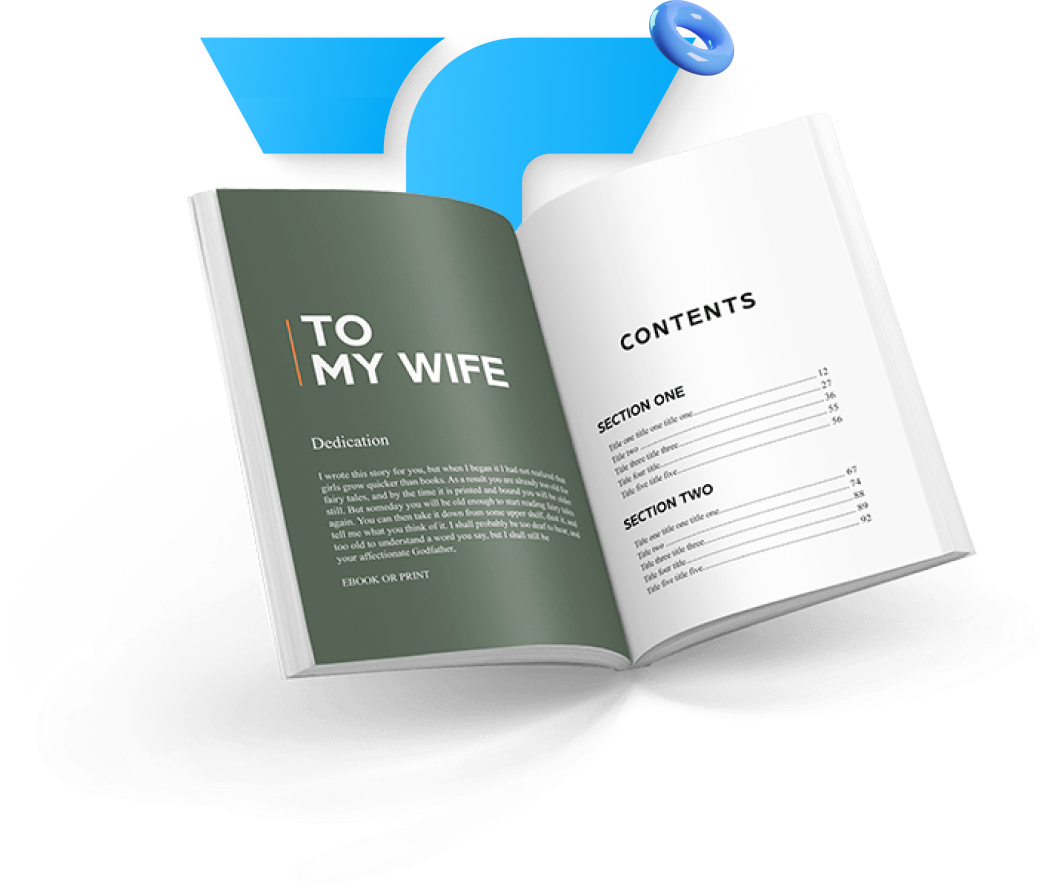 TO
MY WIFE
Dedication
I wrote this story for you, but when I began it I had not realized that
girls grow quicker than books. As a result you are already too old for
fairy tales, and by the time it is printed and bound you will be older
still. But someday you will be old enough to start reading fairy tales
again. You can then take it down from some upper shelf, dust it, and
tell me what you think of it. I shall probably be too deaf to hear, and
too old to understand a word you say, but I shall still be
your affectionate Godfather,
EBOOK OR PRINT
CONTENTS
SECTION ONE
Title one title one title one 12
Title two 27
Title three title three 36
Title four title 55
Title five title five 56
SECTION TWO
Title one title one title one 67
Title two 74
Title three title three 88
Title four title 89
Title five title five 92